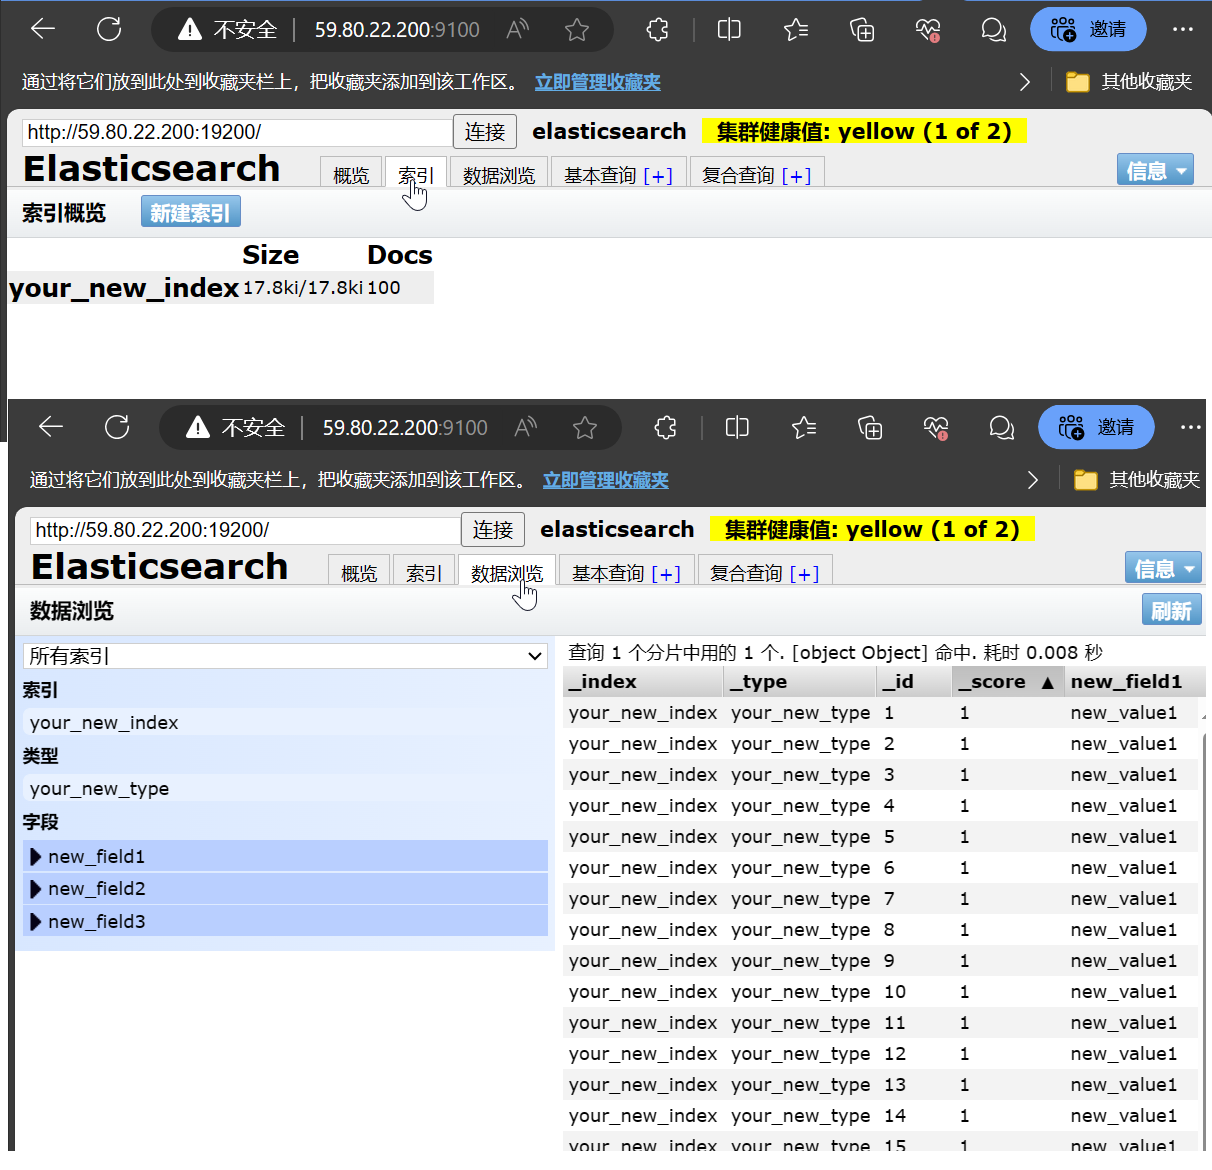 不安全 59.80.22.200:9100 邀请
通过将它们放到此处到收藏夹栏上，把收藏夹添加到该工作区。 立即管理收藏夹 其他收藏夹
http://59.80.22.200:19200/ 连接 elasticsearch 集群健康值: yellow (1 of 2)
Elasticsearch 概览 索引 数据浏览 基本查询 [+] 复合查询 [+] 信息
索引概览 新建索引
Size Docs
your_new_index 17.8ki/17.8ki 100
不安全 59.80.22.200:9100 邀请
通过将它们放到此处到收藏夹栏上，把收藏夹添加到该工作区。 立即管理收藏夹 其他收藏夹
http://59.80.22.200:19200/ 连接 elasticsearch 集群健康值: yellow (1 of 2)
Elasticsearch 概览 索引 数据浏览 基本查询 [+] 复合查询 [+] 信息
数据浏览 刷新
所有索引
索引
your_new_index
类型
your_new_type
字段
new_field1
new_field2
new_field3
查询 1 个分片中用的 1 个. [object Object] 命中. 耗时 0.008 秒
_index _type _id _score ▲ new_field1
your_new_index your_new_type 1 1 new_value1
your_new_index your_new_type 2 1 new_value1
your_new_index your_new_type 3 1 new_value1
your_new_index your_new_type 4 1 new_value1
your_new_index your_new_type 5 1 new_value1
your_new_index your_new_type 6 1 new_value1
your_new_index your_new_type 7 1 new_value1
your_new_index your_new_type 8 1 new_value1
your_new_index your_new_type 9 1 new_value1
your_new_index your_new_type 10 1 new_value1
your_new_index your_new_type 11 1 new_value1
your_new_index your_new_type 12 1 new_value1
your_new_index your_new_type 13 1 new_value1
your_new_index your_new_type 14 1 new_value1
your_new_index your_new_type 15 1 new_value1